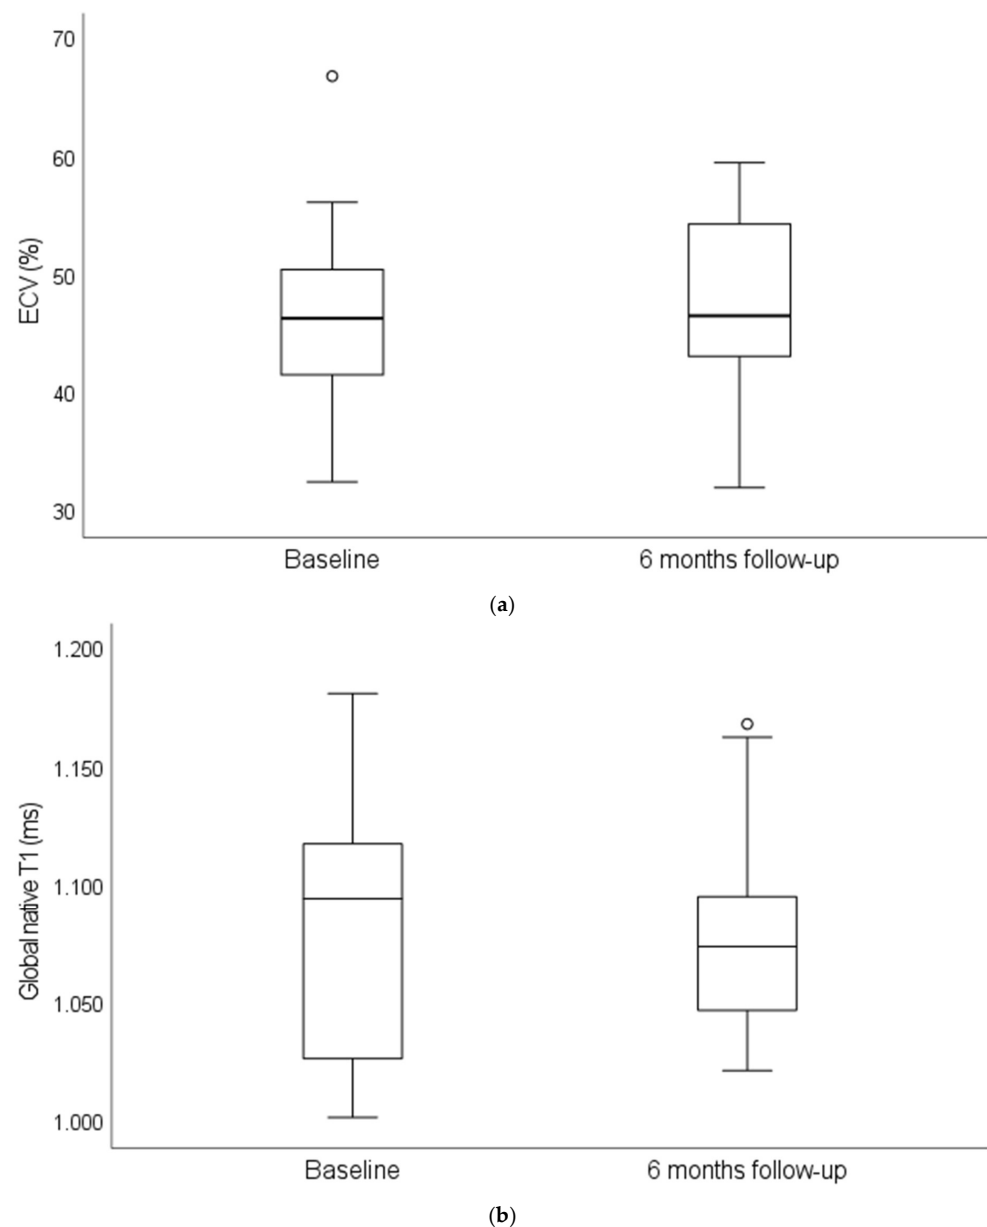 70
60
50
40
30
ECV (%)
Baseline
6 months follow-up
(a)
1.200
1.150
1.100
1.050
1.000
Global native T1 (ms)
Baseline
6 months follow-up
(b)